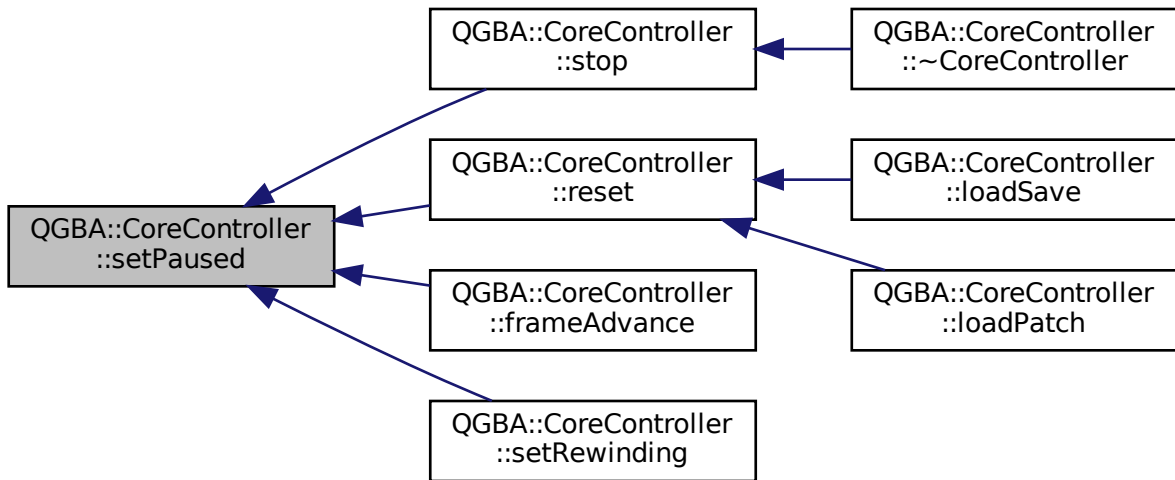 QGBA::CoreController
::setPaused
QGBA::CoreController
::stop
QGBA::CoreController
::~CoreController
QGBA::CoreController
::reset
QGBA::CoreController
::loadSave
QGBA::CoreController
::frameAdvance
QGBA::CoreController
::loadPatch
QGBA::CoreController
::setRewinding